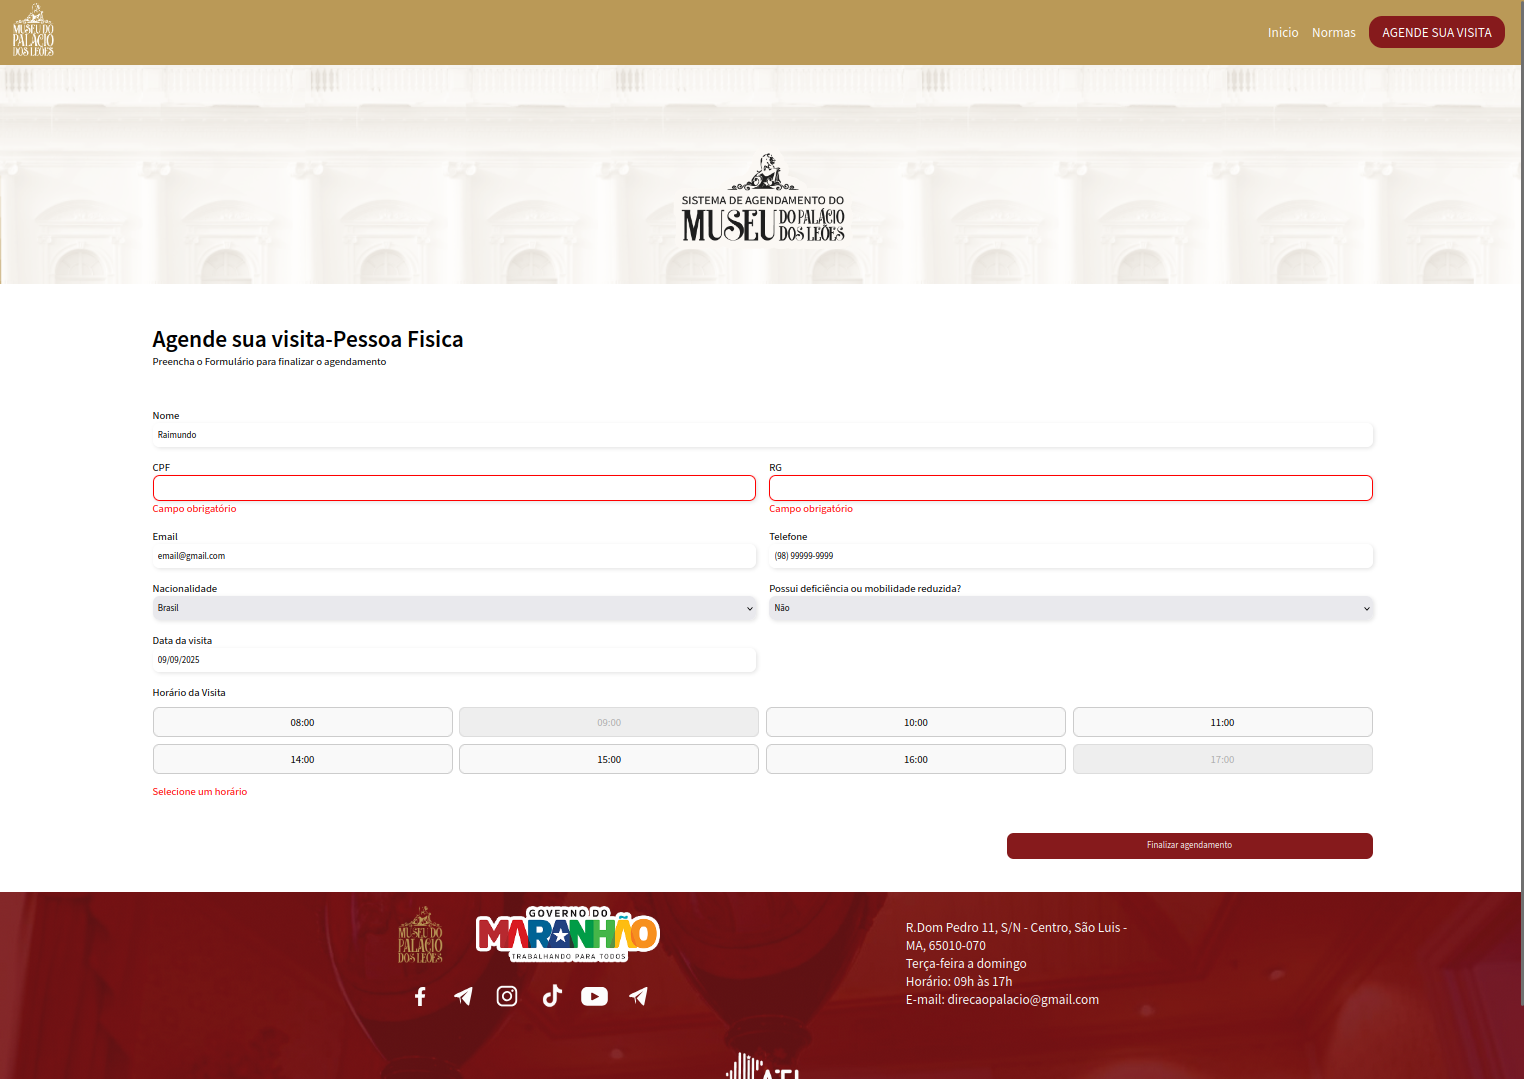 MUSEU DO
PALÁCIO
DOS LEÕES
Inicio
Normas
AGENDE SUA VISITA
SISTEMA DE AGENDAMENTO DO
MUSEU DO PALÁCIO
DOS LEÕES
Agende sua visita-Pessoa Fisica
Preencha o Formulário para finalizar o agendamento
Nome
Raimundo
CPF
RG
Campo obrigatório
Campo obrigatório
Email
Telefone
email@gmail.com
(98) 99999-9999
Nacionalidade
Possui deficiência ou mobilidade reduzida?
Brasil
Não
Data da visita
09/09/2025
Horário da Visita
08:00
09:00
10:00
11:00
14:00
15:00
16:00
17:00
Selecione um horário
Finalizar agendamento
MUSEU DO
PALÁCIO
DOS LEÕES
GOVERNO DO
MARANHÃO
TRABALHANDO PARA TODOS
R.Dom Pedro 11, S/N - Centro, São Luis -
MA, 65010-070
Terça-feira a domingo
Horário: 09h às 17h
E-mail: direcaopalacio@gmail.com